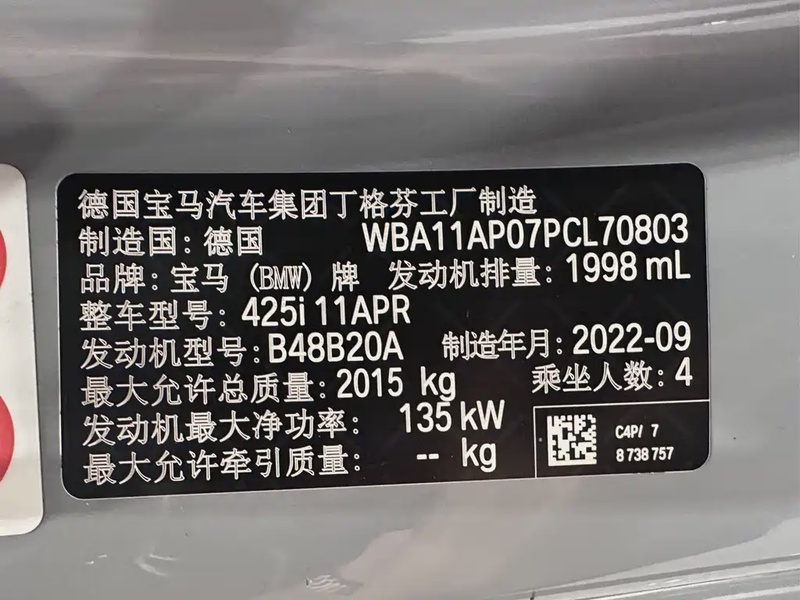 德国宝马汽车集团丁格芬工厂制造
制造国: 德国 WBA11AP07PCL70803
品牌: 宝马 (BMW) 牌 发动机排量: 1998 mL
整车型号: 425i 11APR
发动机型号: B48B20A 制造年月: 2022-09
最大允许总质量: 2015 kg 乘坐人数: 4
发动机最大净功率: 135 kW
最大允许牵引质量: -- kg
C4P/ 7
8 738 757